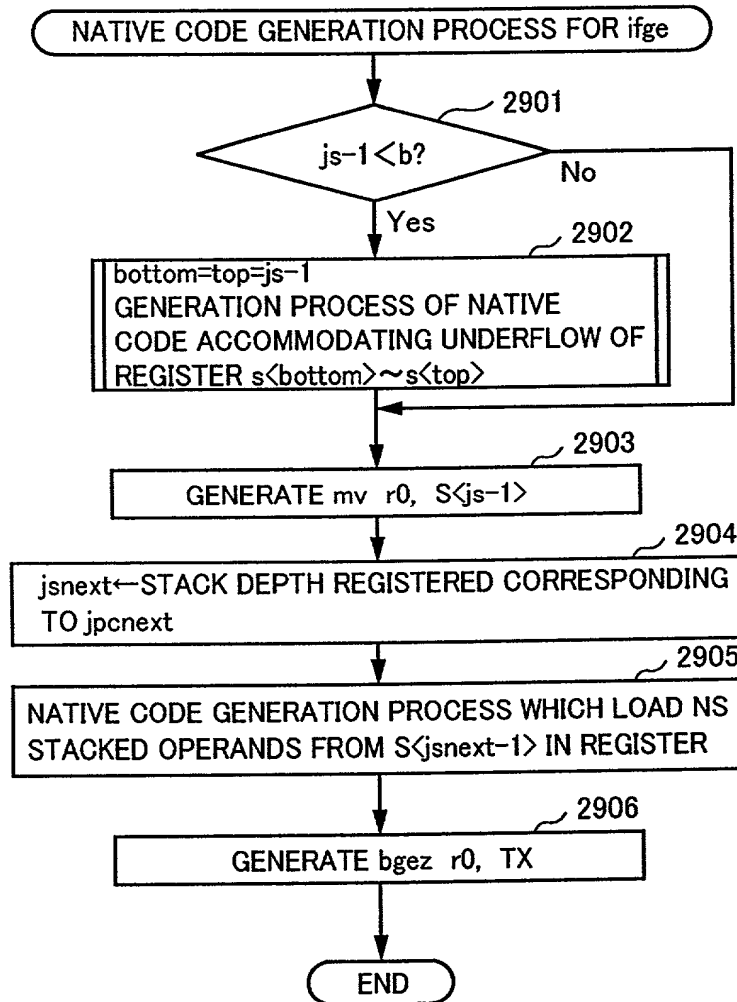 NATIVE CODE GENERATION PROCESS FOR ifge
2901
js-1<b?
No
Yes
2902
bottom=top=js-1
GENERATION PROCESS OF NATIVE
CODE ACCOMMODATING UNDERFLOW OF
REGISTER s<bottom>~s<top>
2903
GENERATE mv r0, S<js-1>
2904
jsnext←STACK DEPTH REGISTERED CORRESPONDING
TO jpcnext
2905
NATIVE CODE GENERATION PROCESS WHICH LOAD NS
STACKED OPERANDS FROM S<jsnext-1> IN REGISTER
2906
GENERATE bgez r0, TX
END